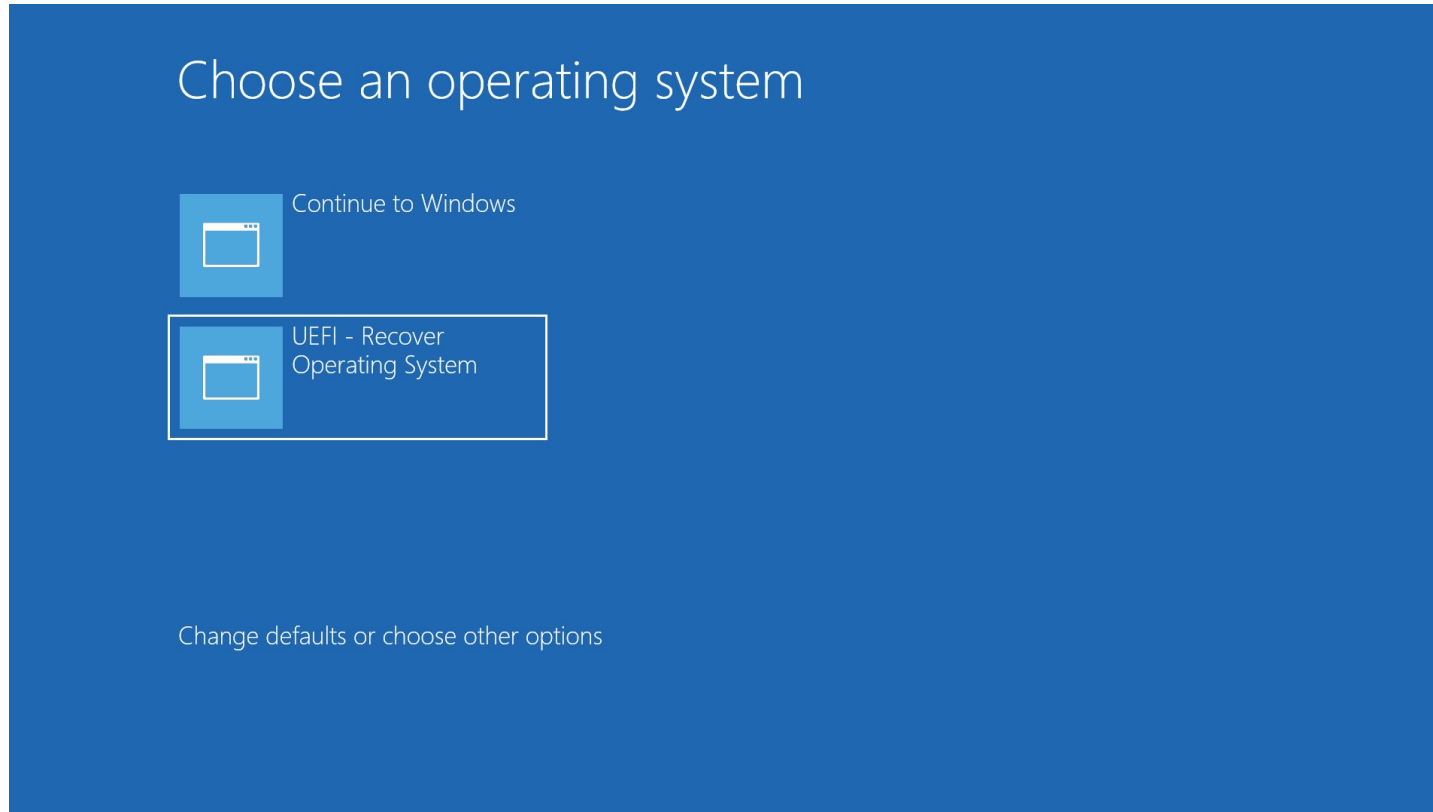 Choose an operating system
Continue to Windows
UEFI - Recover
Operating System
Change defaults or choose other options